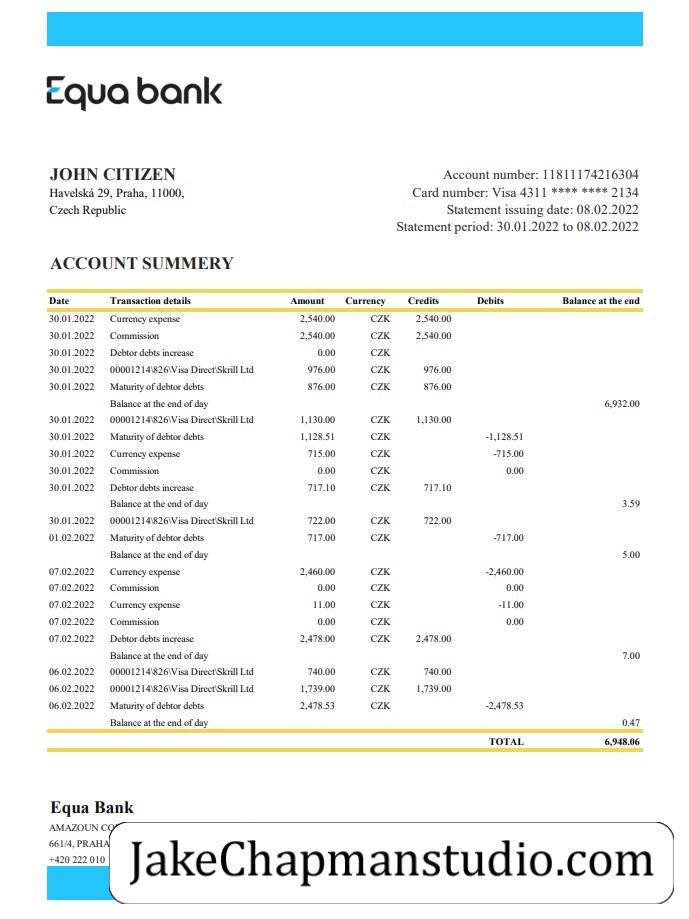 Equa bank
JOHN CITIZEN
Havelská 29, Praha, 11000,
Czech Republic
Account number: 11811174216304
Card number: Visa 4311 **** **** 2134
Statement issuing date: 08.02.2022
Statement period: 30.01.2022 to 08.02.2022
ACCOUNT SUMMERY
Date Transaction details Amount Currency Credits Debits Balance at the end
30.01.2022 Currency expense 2,540.00 CZK 2,540.00
30.01.2022 Commission 2,540.00 CZK 2,540.00
30.01.2022 Debtor debts increase 0.00 CZK
30.01.2022 00001214\826\Visa Direct\Skrill Ltd 976.00 CZK 976.00
30.01.2022 Maturity of debtor debts 876.00 CZK 876.00
Balance at the end of day 6,932.00
30.01.2022 00001214\826\Visa Direct\Skrill Ltd 1,130.00 CZK 1,130.00
30.01.2022 Maturity of debtor debts 1,128.51 CZK -1,128.51
30.01.2022 Currency expense 715.00 CZK -715.00
30.01.2022 Commission 0.00 CZK 0.00
30.01.2022 Debtor debts increase 717.10 CZK 717.10
Balance at the end of day 3.59
30.01.2022 00001214\826\Visa Direct\Skrill Ltd 722.00 CZK 722.00
01.02.2022 Maturity of debtor debts 717.00 CZK -717.00
Balance at the end of day 5.00
07.02.2022 Currency expense 2,460.00 CZK -2,460.00
07.02.2022 Commission 0.00 CZK 0.00
07.02.2022 Currency expense 11.00 CZK -11.00
07.02.2022 Commission 0.00 CZK 0.00
07.02.2022 Debtor debts increase 2,478.00 CZK 2,478.00
Balance at the end of day 7.00
06.02.2022 00001214\826\Visa Direct\Skrill Ltd 740.00 CZK 740.00
06.02.2022 00001214\826\Visa Direct\Skrill Ltd 1,739.00 CZK 1,739.00
06.02.2022 Maturity of debtor debts 2,478.53 CZK -2,478.53
Balance at the end of day 0.47
TOTAL 6,948.06
Equa Bank
AMAZOUN
661/4, PRAHA
+420 222 010
JakeChapmanstudio.com